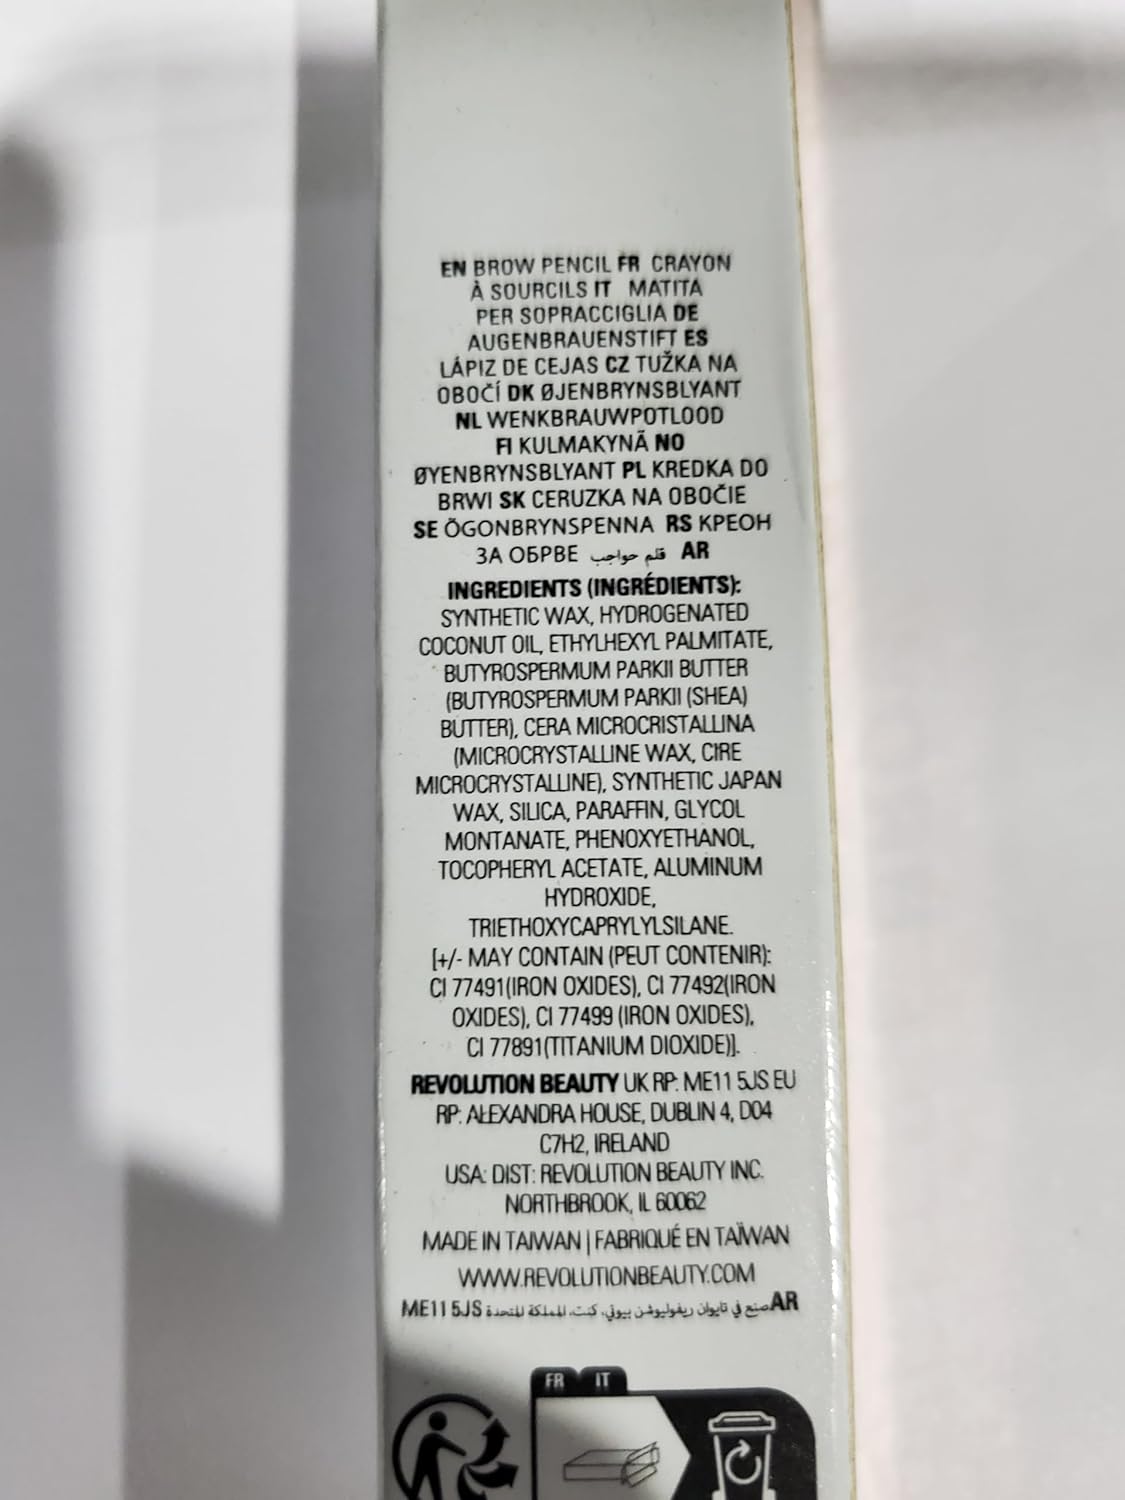 EN BROW PENCIL FR CRAYON
À SOURCILS IT MATITA
PER SOPRACCIGLIA DE
AUGENBRAUENSTIFT ES
LÁPIZ DE CEJAS CZ TUŽKA NA
OBOČÍ DK ØJENBRYNSBLYANT
NL WENKBRAUWPOTLOOD
FI KULMAKYNÄ NO
ØYENBRYNSBLYANT PL KREDKA DO
BRWI SK CERUZKA NA OBOČIE
SE ÖGONBRYNSPENNA RS КРЕОН
ЗА ОБРВЕ قلم حواجب AR
INGREDIENTS (INGRÉDIENTS):
SYNTHETIC WAX, HYDROGENATED
COCONUT OIL, ETHYLHEXYL PALMITATE,
BUTYROSPERMUM PARKII BUTTER
(BUTYROSPERMUM PARKII (SHEA)
BUTTER), CERA MICROCRISTALLINA
(MICROCRYSTALLINE WAX, CIRE
MICROCRYSTALLINE), SYNTHETIC JAPAN
WAX, SILICA, PARAFFIN, GLYCOL
MONTANATE, PHENOXYETHANOL,
TOCOPHERYL ACETATE, ALUMINUM
HYDROXIDE,
TRIETHOXYCAPRYLYLSILANE.
[+/- MAY CONTAIN (PEUT CONTENIR):
CI 77491(IRON OXIDES), CI 77492(IRON
OXIDES), CI 77499 (IRON OXIDES),
CI 77891(TITANIUM DIOXIDE)].
REVOLUTION BEAUTY UK RP: ME11 5JS EU
RP: ALEXANDRA HOUSE, DUBLIN 4, D04
C7H2, IRELAND
USA: DIST: REVOLUTION BEAUTY INC.
NORTHBROOK, IL 60062
MADE IN TAIWAN | FABRIQUÉ EN TAÏWAN
WWW.REVOLUTIONBEAUTY.COM
ARصنع في تايوان ريفوليوشن بيوتي، كنت، المملكة المتحدة ME11 5JS
FR IT